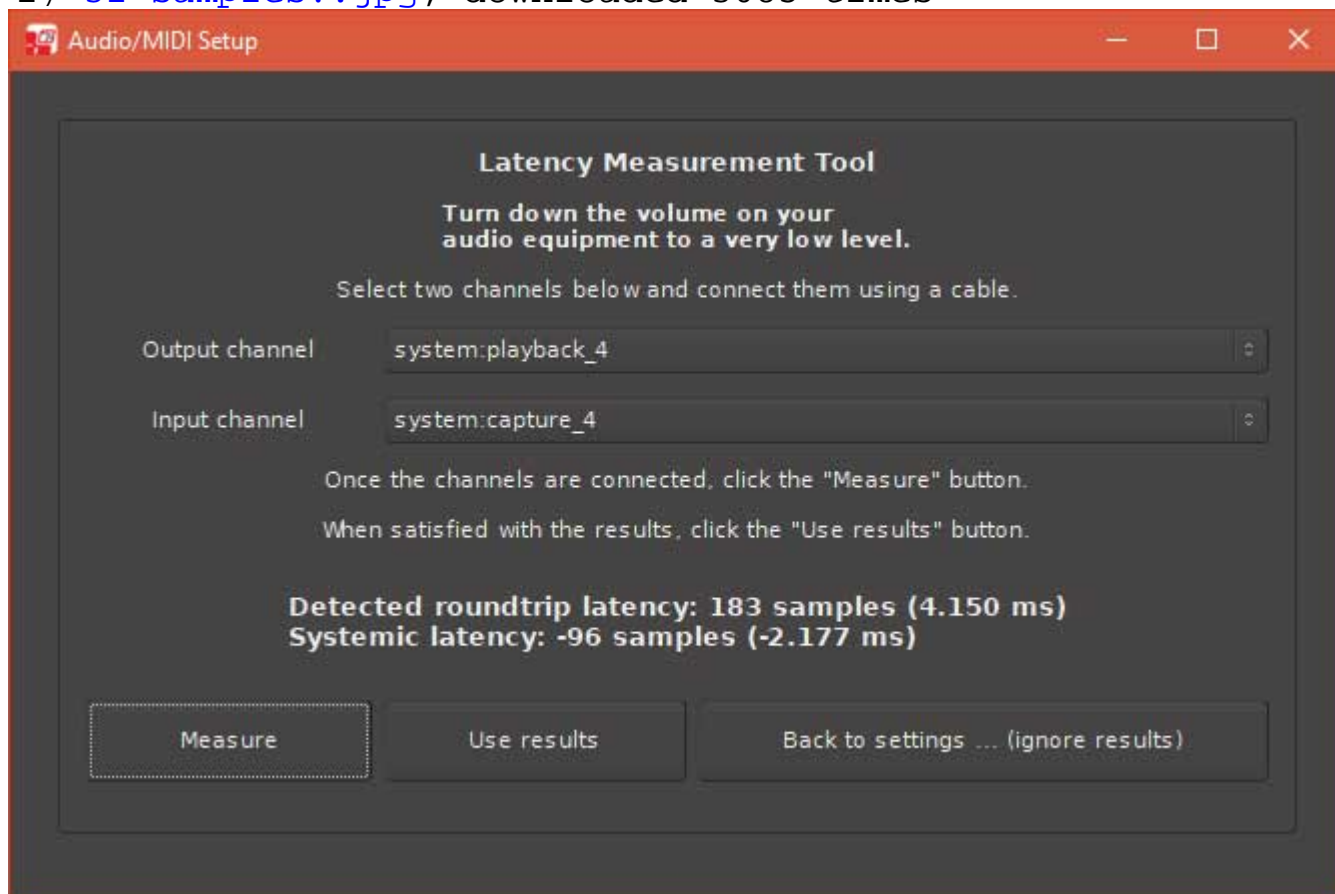 Audio/MIDI Setup
Latency Measurement Tool
Turn down the volume on your
audio equipment to a very low level.
Select two channels below and connect them using a cable.
Output channel system:playback_4
Input channel system:capture_4
Once the channels are connected, click the "Measure" button.
When satisfied with the results, click the "Use results" button.
Detected roundtrip latency: 183 samples (4.150 ms)
Systemic latency: -96 samples (-2.177 ms)
Measure Use results Back to settings ... (ignore results)